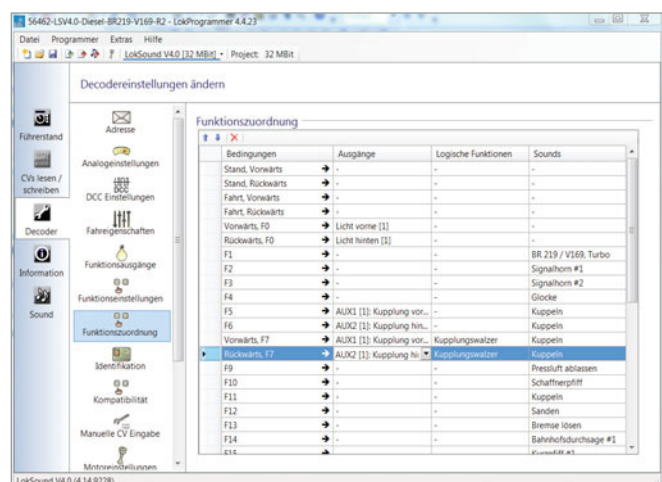 56462-LSV4.0-Diesel-BR219-V169-R2 - LokProgrammer 4.4.23
Datei Programmer Extras Hilfe
LokSound V4.0 [32 MBit] Project: 32 MBit
Decodereinstellungen ändern
Führerstand
CVs lesen / schreiben
Decoder
Information
Sound
Adresse
Analogeinstellungen
DCC
DCC Einstellungen
Fahreigenschaften
Funktionsausgänge
Funktionseinstellungen
Funktionszuordnung
Identifikation
Kompatibilität
Manuelle CV Eingabe
Motoreinstellungen
Funktionszuordnung
Bedingungen Ausgänge Logische Funktionen Sounds
Stand, Vorwärts - - -
Stand, Rückwärts - - -
Fahrt, Vorwärts - - -
Fahrt, Rückwärts - - -
Vorwärts, F0 Licht vorne [1] - -
Rückwärts, F0 Licht hinten [1] - -
F1 - - BR 219 / V169, Turbo
F2 - - Signalhorn #1
F3 - - Signalhorn #2
F4 - - Glocke
F5 AUX1 [1]: Kupplung vor... - Kuppeln
F6 AUX2 [1]: Kupplung hin... - Kuppeln
Vorwärts, F7 AUX1 [1]: Kupplung vor... Kupplungswalzer Kuppeln
Rückwärts, F7 AUX2 [1]: Kupplung hi Kupplungswalzer Kuppeln
F9 - - Pressluft ablassen
F10 - - Schaffnerpfiff
F11 - - Kuppeln
F12 - - Sanden
F13 - - Bremse lösen
F14 - - Bahnhofsdurchsage #1
F15 - - Kurzpfiff #1
LokSound V4.0 (4.14.9228)